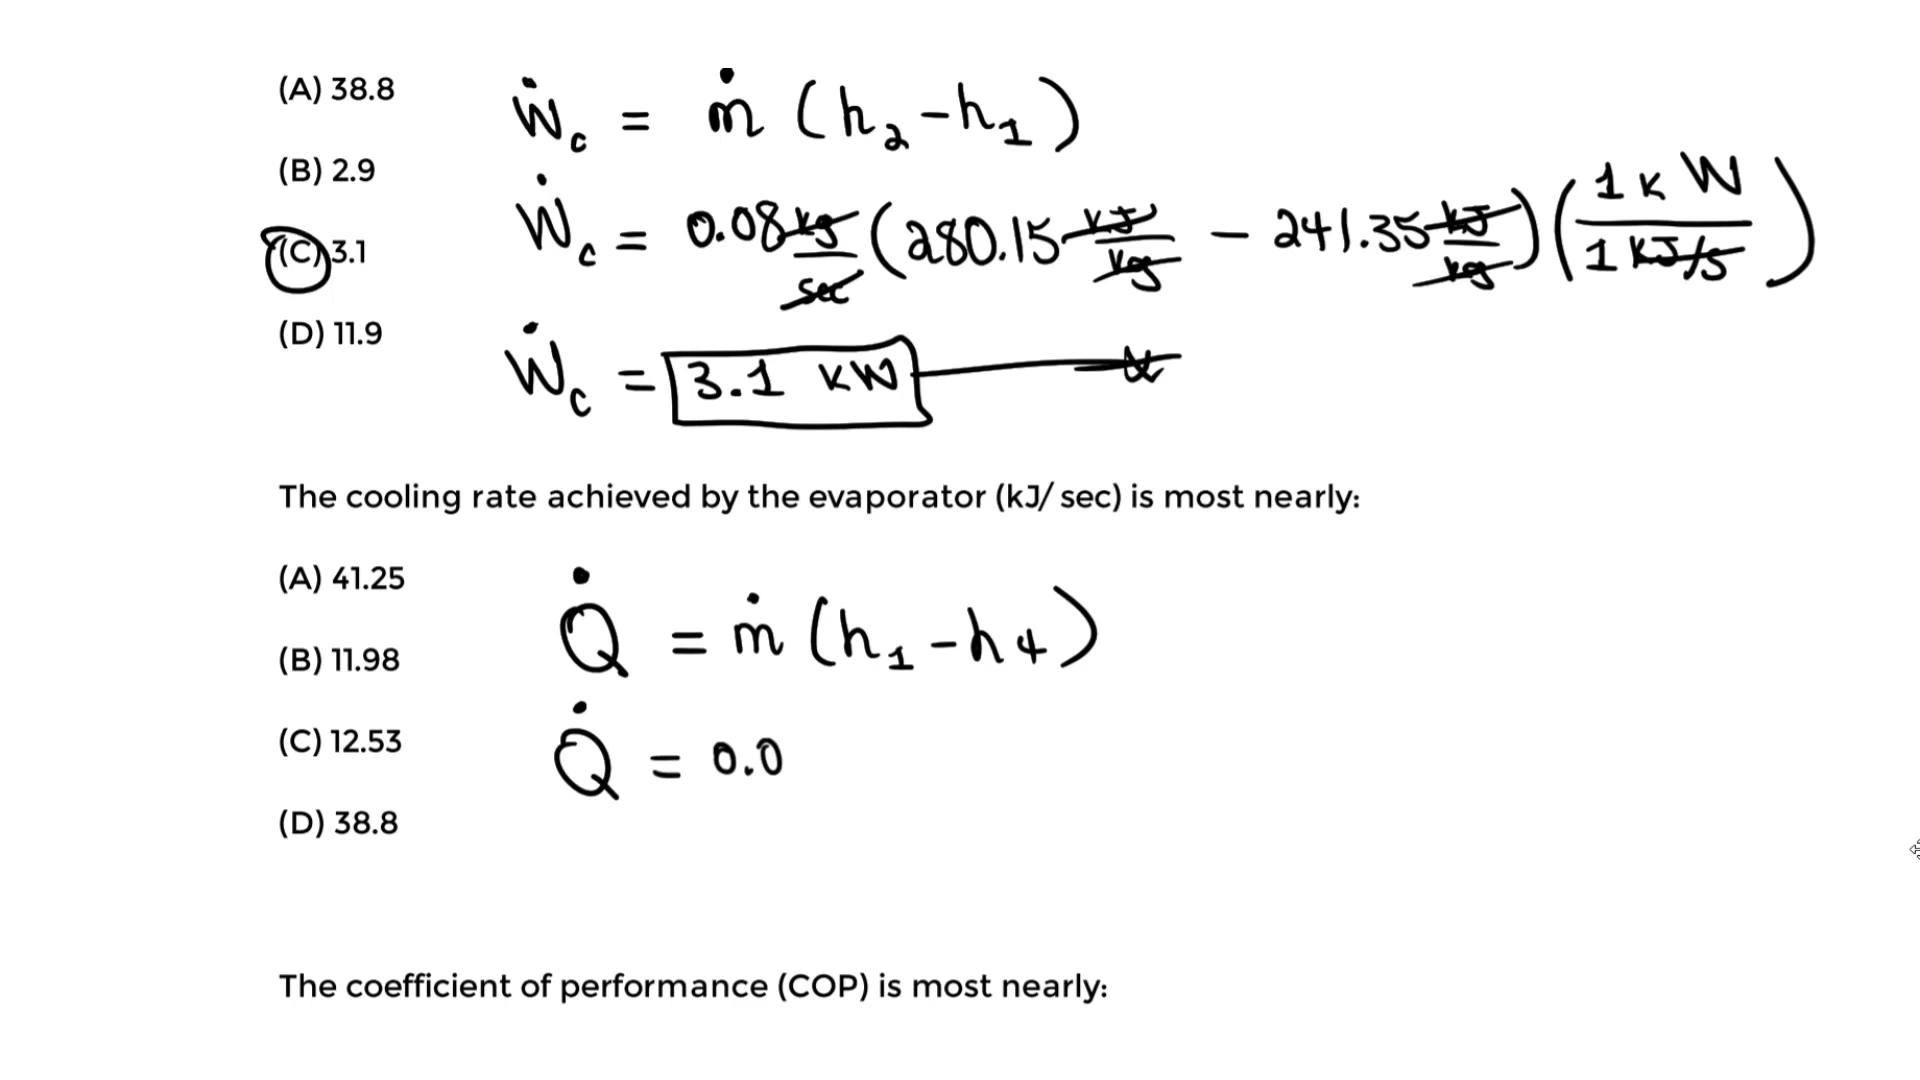 (A) 38.8
Ẇc = ṁ (h2 - h1)
(B) 2.9
Ẇc = 0.08 kg/sec (280.15 kJ/kg - 241.35 kJ/kg) (1 kW / 1 kJ/s)
(C) 3.1
(D) 11.9
Ẇc = 3.1 kW
The cooling rate achieved by the evaporator (kJ/ sec) is most nearly:
(A) 41.25
Q̇ = ṁ (h1 - h4)
(B) 11.98
(C) 12.53
Q̇ = 0.0
(D) 38.8
The coefficient of performance (COP) is most nearly: